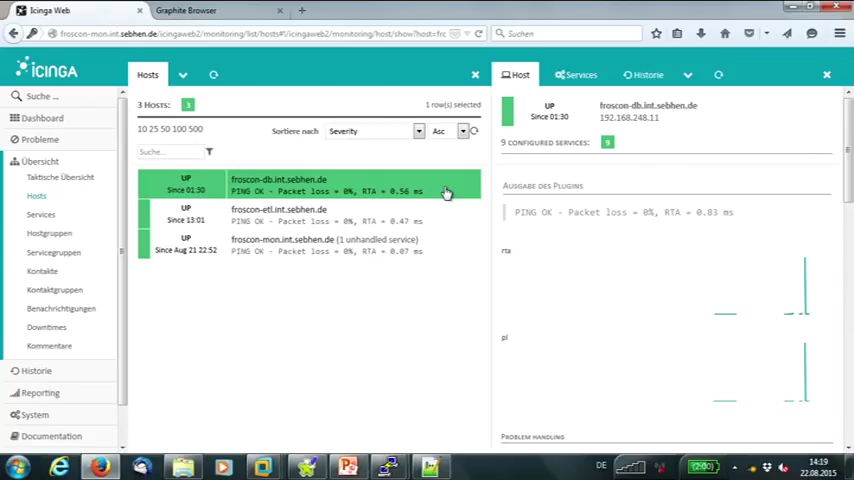 Icinga Web
Graphite Browser
froscon-mon.int.sebhen.de/icingaweb2/monitoring/list/hosts#!/icingaweb2/monitoring/host/show?host=frc
Suchen
icinga
Suche ...
Dashboard
Probleme
Übersicht
Taktische Übersicht
Hosts
Services
Hostgruppen
Servicegruppen
Kontakte
Kontaktgruppen
Benachrichtigungen
Downtimes
Kommentare
Historie
Reporting
System
Documentation
Hosts
3 HOSTS: 3
1 row(s) selected
10 25 50 100 500
Sortiere nach
Severity
Asc
Suche...
UP
Since 01:30
froscon-db.int.sebhen.de
PING OK - Packet loss = 0%, RTA = 0.56 ms
UP
Since 13:01
froscon-etl.int.sebhen.de
PING OK - Packet loss = 0%, RTA = 0.47 ms
UP
Since Aug 21 22:52
froscon-mon.int.sebhen.de (1 unhandled service)
PING OK - Packet loss = 0%, RTA = 0.07 ms
Host
Services
Historie
UP
Since 01:30
froscon-db.int.sebhen.de
192.168.248.11
9 CONFIGURED SERVICES: 9
AUSGABE DES PLUGINS
PING OK - Packet loss = 0%, RTA = 0.83 ms
rta
pl
PROBLEM HANDLING
DE
(2:00)
14:19
22.08.2015